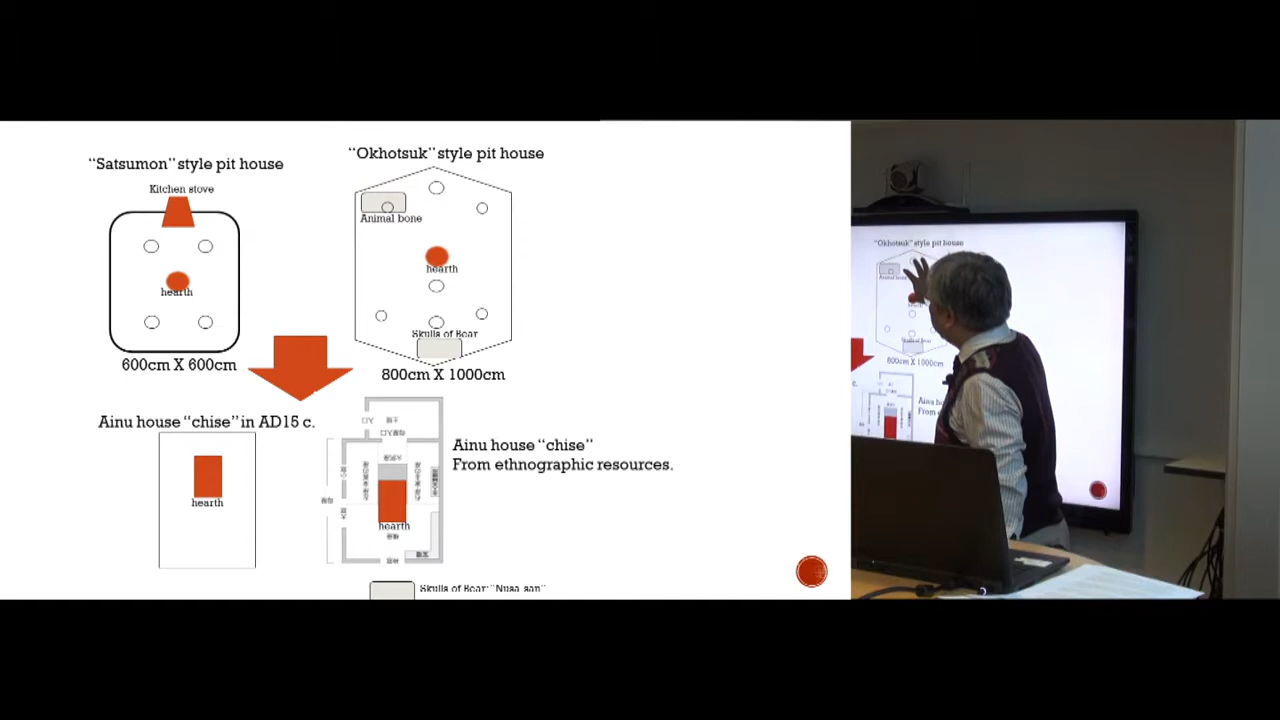 "Satsumon" style pit house
Kitchen stove
hearth
600cm X 600cm
"Okhotsuk" style pit house
Animal bone
hearth
Skulls of Bear
800cm X 1000cm
Ainu house "chise" in AD15 c.
hearth
Ainu house "chise"
From ethnographic resources.
hearth
Skulls of Bear: "Nusa san"
"Okhotsuk" style pit house
Animal bone
800cm X 1000cm